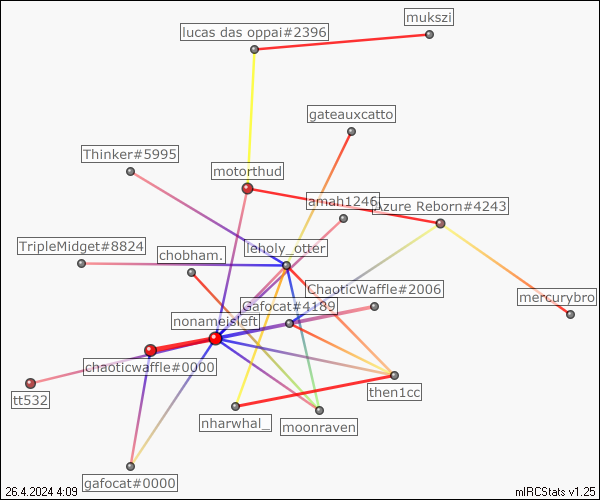 mukszi
lucas das oppai#2396
gateauxcatto
Thinker#5995
motorthud
amah1246
Azure Reborn#4243
TripleMidget#8824
chobham.
leholy_otter
ChaoticWaffle#2006
mercurybro
Gafocat#4189
nonameisleft
chaoticwaffle#0000
tt532
then1cc
nharwhal_
moonraven
gafocat#0000
26.4.2024 4:09
mIRCStats v1.25